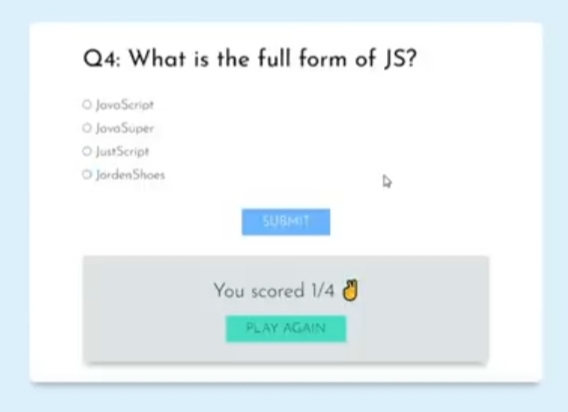 Q4: What is the full form of JS?
JavaScript
JavaSuper
JustScript
JordenShoes
SUBMIT
You scored 1/4 ✌
PLAY AGAIN